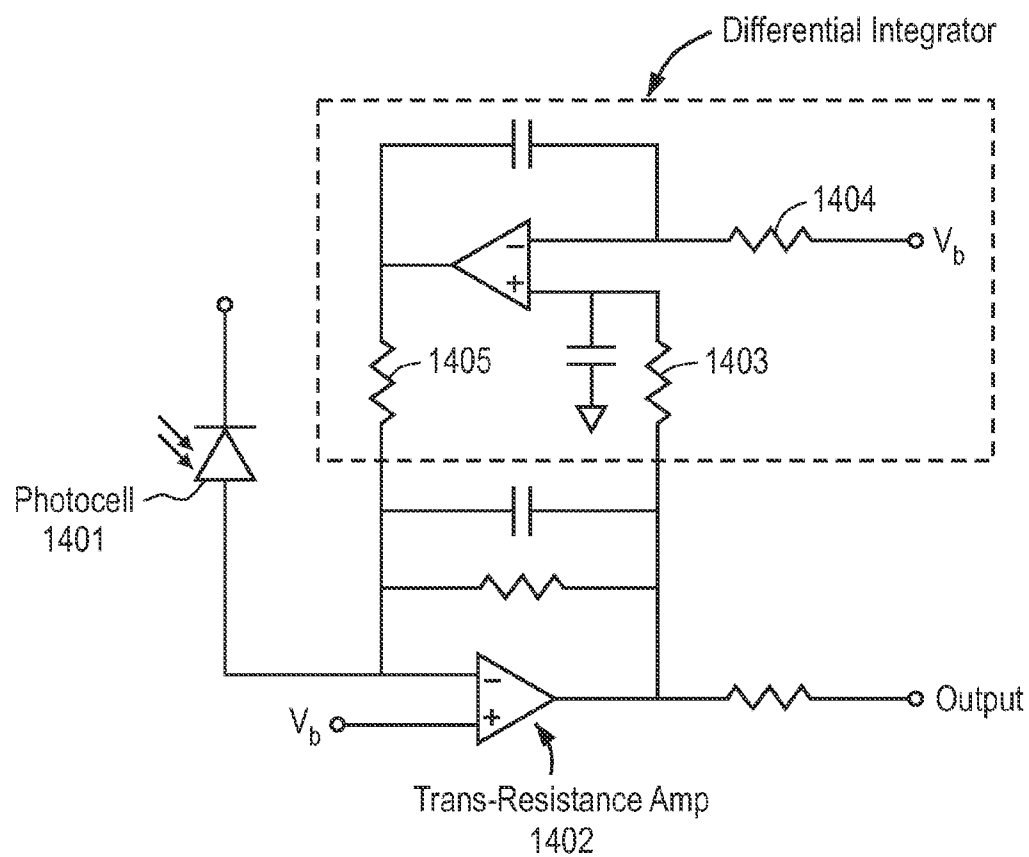 Differential Integrator
1404
V_b
−
+
1405
1403
Photocell
1401
−
+
V_b
Output
Trans-Resistance Amp
1402